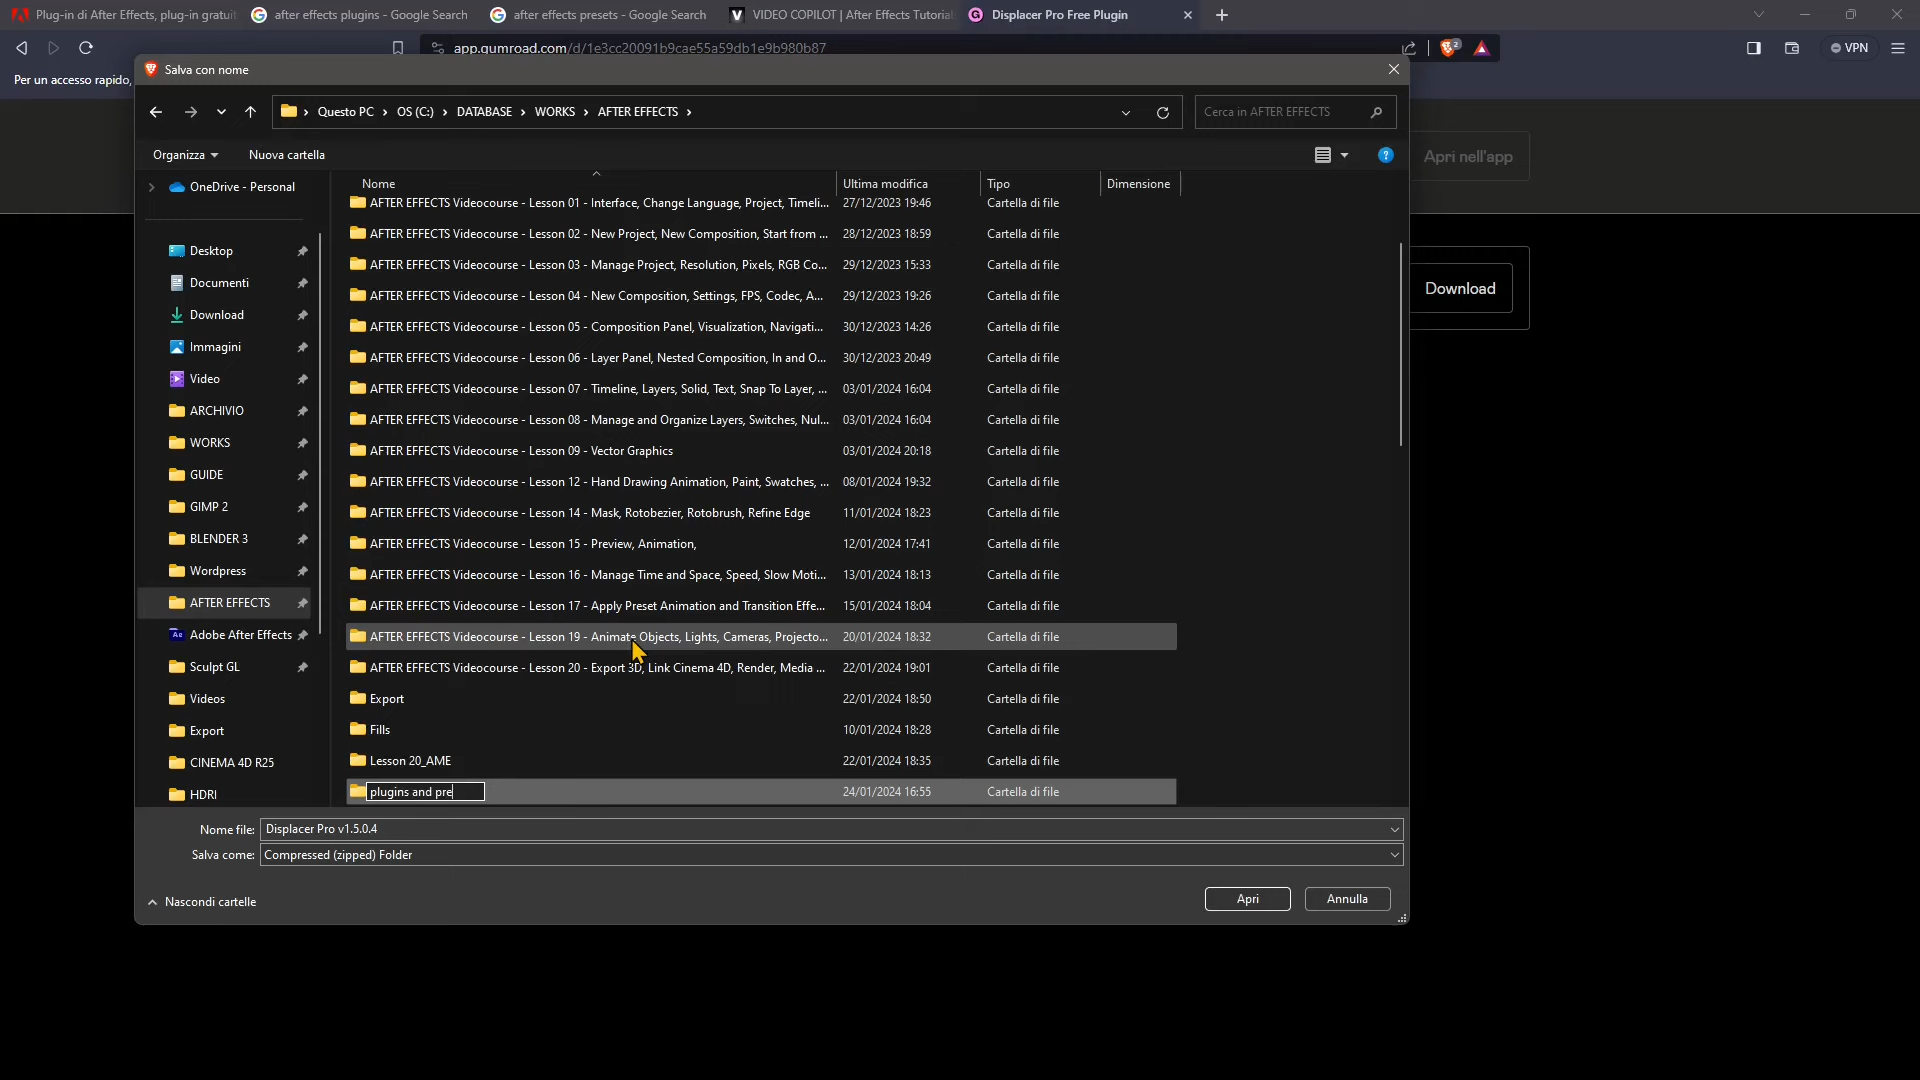 Plug-in di After Effects, plug-in gratuit
after effects plugins - Google Search
after effects presets - Google Search
VIDEO COPILOT | After Effects Tutorial
Displacer Pro Free Plugin
app.gumroad.com/d/1e3cc20091b9cae55a59db1e9b980b87
2
VPN
Per un accesso rapido,
Salva con nome
Questo PC > OS (C:) > DATABASE > WORKS > AFTER EFFECTS >
Cerca in AFTER EFFECTS
Organizza
Nuova cartella
Apri nell'app
Download
OneDrive - Personal
Desktop
Documenti
Download
Immagini
Video
ARCHIVIO
WORKS
GUIDE
GIMP 2
BLENDER 3
Wordpress
AFTER EFFECTS
Adobe After Effects
Sculpt GL
Videos
Export
CINEMA 4D R25
HDRI
Nome Ultima modifica Tipo Dimensione
AFTER EFFECTS Videocourse - Lesson 01 - Interface, Change Language, Project, Timeli... 27/12/2023 19:46 Cartella di file
AFTER EFFECTS Videocourse - Lesson 02 - New Project, New Composition, Start from ... 28/12/2023 18:59 Cartella di file
AFTER EFFECTS Videocourse - Lesson 03 - Manage Project, Resolution, Pixels, RGB Co... 29/12/2023 15:33 Cartella di file
AFTER EFFECTS Videocourse - Lesson 04 - New Composition, Settings, FPS, Codec, A... 29/12/2023 19:26 Cartella di file
AFTER EFFECTS Videocourse - Lesson 05 - Composition Panel, Visualization, Navigati... 30/12/2023 14:26 Cartella di file
AFTER EFFECTS Videocourse - Lesson 06 - Layer Panel, Nested Composition, In and O... 30/12/2023 20:49 Cartella di file
AFTER EFFECTS Videocourse - Lesson 07 - Timeline, Layers, Solid, Text, Snap To Layer, ... 03/01/2024 16:04 Cartella di file
AFTER EFFECTS Videocourse - Lesson 08 - Manage and Organize Layers, Switches, Nul... 03/01/2024 16:04 Cartella di file
AFTER EFFECTS Videocourse - Lesson 09 - Vector Graphics 03/01/2024 20:18 Cartella di file
AFTER EFFECTS Videocourse - Lesson 12 - Hand Drawing Animation, Paint, Swatches, ... 08/01/2024 19:32 Cartella di file
AFTER EFFECTS Videocourse - Lesson 14 - Mask, Rotobezier, Rotobrush, Refine Edge 11/01/2024 18:23 Cartella di file
AFTER EFFECTS Videocourse - Lesson 15 - Preview, Animation, 12/01/2024 17:41 Cartella di file
AFTER EFFECTS Videocourse - Lesson 16 - Manage Time and Space, Speed, Slow Moti... 13/01/2024 18:13 Cartella di file
AFTER EFFECTS Videocourse - Lesson 17 - Apply Preset Animation and Transition Effe... 15/01/2024 18:04 Cartella di file
AFTER EFFECTS Videocourse - Lesson 19 - Animate Objects, Lights, Cameras, Projecto... 20/01/2024 18:32 Cartella di file
AFTER EFFECTS Videocourse - Lesson 20 - Export 3D, Link Cinema 4D, Render, Media ... 22/01/2024 19:01 Cartella di file
Export 22/01/2024 18:50 Cartella di file
Fills 10/01/2024 18:28 Cartella di file
Lesson 20_AME 22/01/2024 18:35 Cartella di file
plugins and pre 24/01/2024 16:55 Cartella di file
Nome file: Displacer Pro v1.5.0.4
Salva come: Compressed (zipped) Folder
Nascondi cartelle
Apri
Annulla